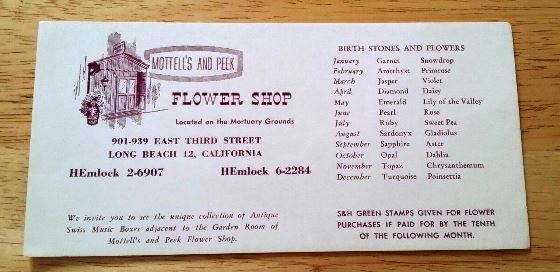 MOTTELL'S AND PEEK
FLOWER SHOP
Located on the Mortuary Grounds
901-939 EAST THIRD STREET
LONG BEACH 12, CALIFORNIA
HEmlock 2-6907 HEmlock 6-2284
We invite you to see the unique collection of Antique
Swiss Music Boxes adjacent to the Garden Room of
Mottell's and Peek Flower Shop.
BIRTH STONES AND FLOWERS
January Garnet Snowdrop
February Amethyst Primrose
March Jasper Violet
April Diamond Daisy
May Emerald Lily of the Valley
June Pearl Rose
July Ruby Sweet Pea
August Sardonyx Gladiolus
September Sapphire Aster
October Opal Dahlia
November Topaz Chrysanthemum
December Turquoise Poinsettia
S&H GREEN STAMPS GIVEN FOR FLOWER
PURCHASES IF PAID FOR BY THE TENTH
OF THE FOLLOWING MONTH.